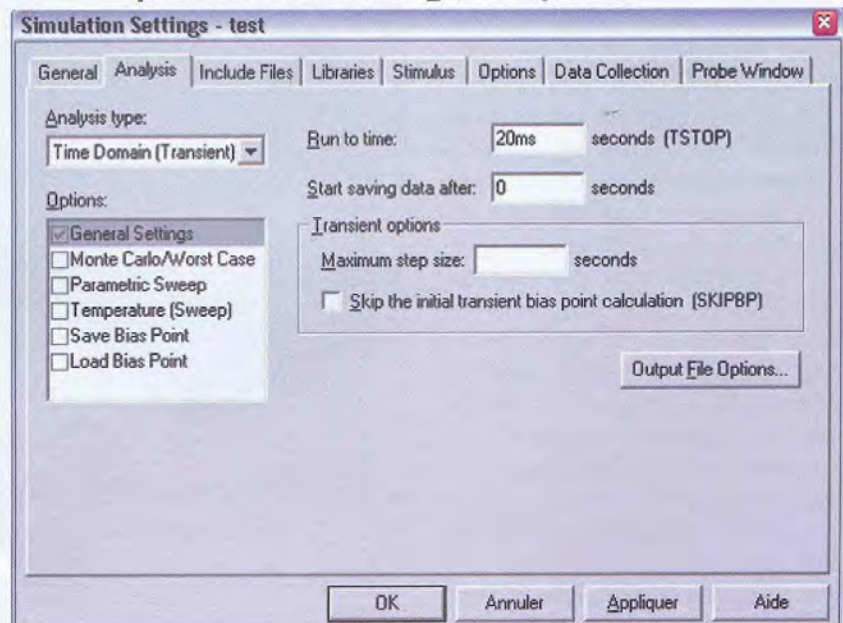 Simulation Settings - test
General Analysis Include Files Libraries Stimulus Options Data Collection Probe Window
Analysis type:
Time Domain (Transient)
Options:
General Settings
Monte Carlo/Worst Case
Parametric Sweep
Temperature (Sweep)
Save Bias Point
Load Bias Point
Run to time: 20ms seconds (TSTOP)
Start saving data after: 0 seconds
Transient options
Maximum step size: seconds
Skip the initial transient bias point calculation (SKIPBP)
Output File Options...
OK Annuler Appliquer Aide